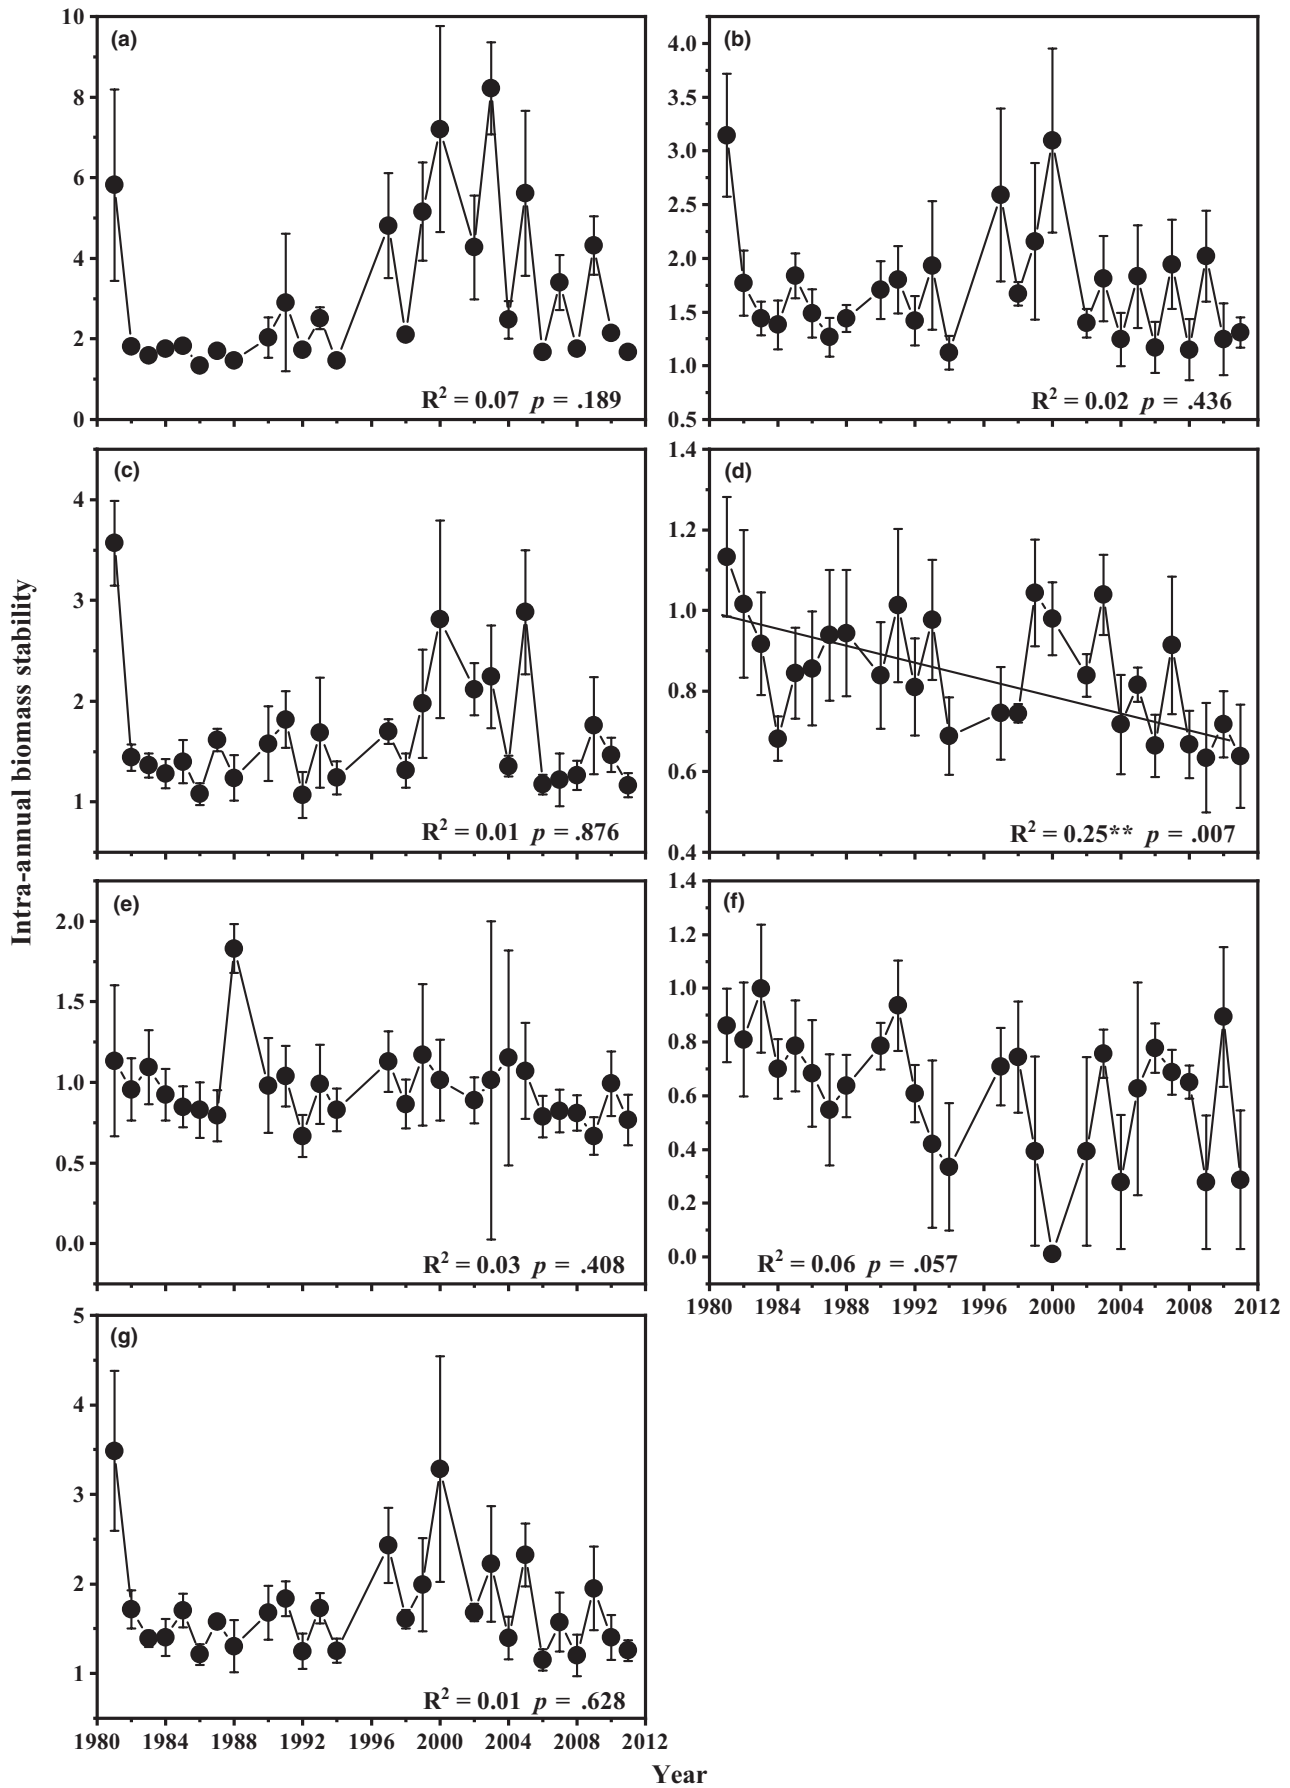 Intra-annual biomass stability
(a)
10
8
6
4
2
0
R² = 0.07 p = .189
(b)
4.0
3.5
3.0
2.5
2.0
1.5
1.0
0.5
R² = 0.02 p = .436
(c)
4
3
2
1
R² = 0.01 p = .876
(d)
1.4
1.2
1.0
0.8
0.6
0.4
R² = 0.25** p = .007
(e)
2.0
1.5
1.0
0.5
0.0
R² = 0.03 p = .408
(f)
1.4
1.2
1.0
0.8
0.6
0.4
0.2
0.0
R² = 0.06 p = .057
1980 1984 1988 1992 1996 2000 2004 2008 2012
(g)
5
4
3
2
1
R² = 0.01 p = .628
1980 1984 1988 1992 1996 2000 2004 2008 2012
Year